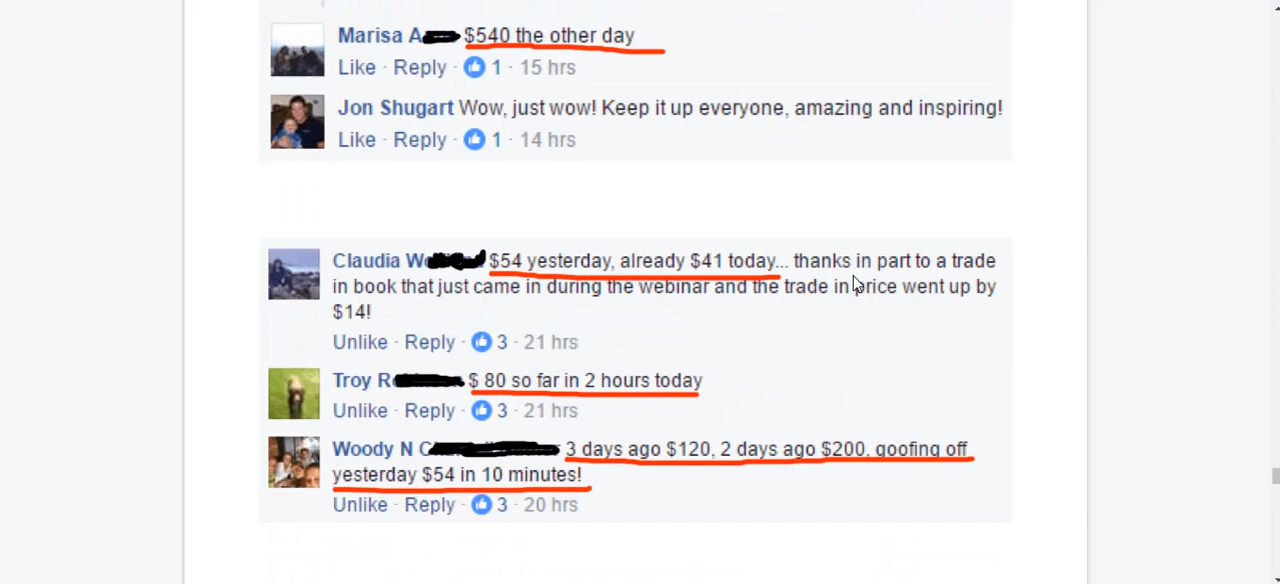 Marisa A $540 the other day
Like · Reply · 1 · 15 hrs
Jon Shugart Wow, just wow! Keep it up everyone, amazing and inspiring!
Like · Reply · 1 · 14 hrs
Claudia W $54 yesterday, already $41 today... thanks in part to a trade
in book that just came in during the webinar and the trade in price went up by
$14!
Unlike · Reply · 3 · 21 hrs
Troy R $ 80 so far in 2 hours today
Unlike · Reply · 3 · 21 hrs
Woody N C 3 days ago $120, 2 days ago $200, goofing off
yesterday $54 in 10 minutes!
Unlike · Reply · 3 · 20 hrs